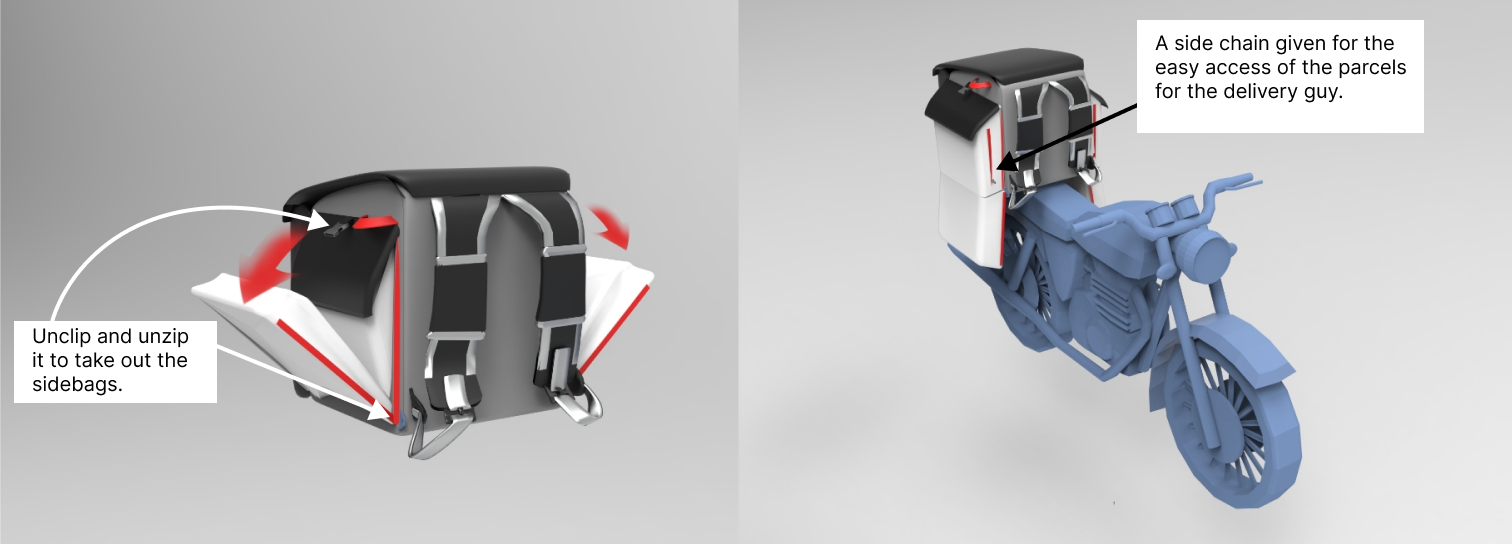 Unclip and unzip
it to take out the
sidebags.
A side chain given for the
easy access of the parcels
for the delivery guy.